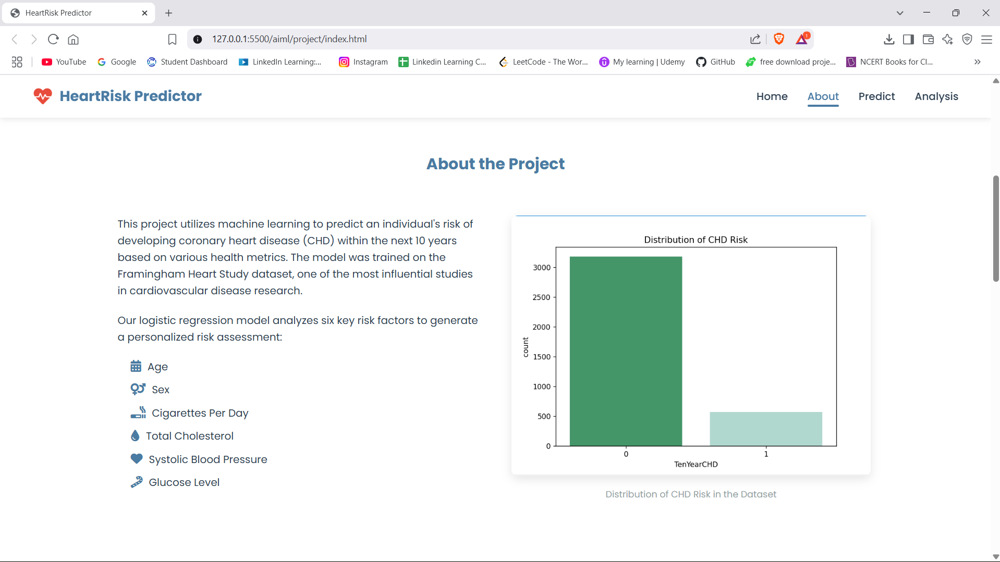 HeartRisk Predictor
127.0.0.1:5500/aiml/project/index.html
1
YouTube
Google
Student Dashboard
LinkedIn Learning:...
Instagram
Linkedin Learning C...
LeetCode - The Wor...
My learning | Udemy
GitHub
free download proje...
NCERT Books for Cl...
HeartRisk Predictor
Home
About
Predict
Analysis
About the Project
This project utilizes machine learning to predict an individual's risk of
developing coronary heart disease (CHD) within the next 10 years
based on various health metrics. The model was trained on the
Framingham Heart Study dataset, one of the most influential studies
in cardiovascular disease research.
Our logistic regression model analyzes six key risk factors to generate
a personalized risk assessment:
Age
Sex
Cigarettes Per Day
Total Cholesterol
Systolic Blood Pressure
Glucose Level
Distribution of CHD Risk
3000
2500
2000
1500
1000
500
0
count
0
1
TenYearCHD
Distribution of CHD Risk in the Dataset